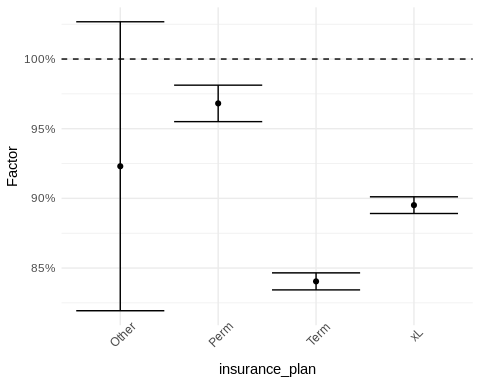 Factor
100%
95%
90%
85%
Other
Perm
Term
xL
insurance_plan